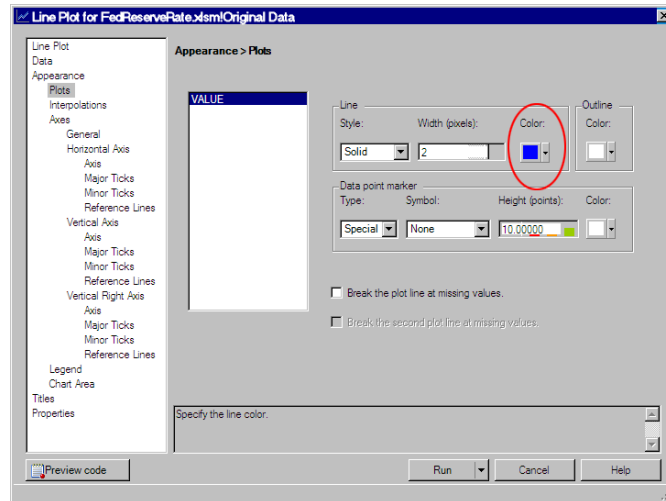 Line Plot for FedReserveRate.xlsm!Original Data
Line Plot
Data
Appearance
Plots
Interpolations
Axes
General
Horizontal Axis
Axis
Major Ticks
Minor Ticks
Reference Lines
Vertical Axis
Axis
Major Ticks
Minor Ticks
Reference Lines
Vertical Right Axis
Axis
Major Ticks
Minor Ticks
Reference Lines
Legend
Chart Area
Titles
Properties
Appearance > Plots
VALUE
Line
Style: Width (pixels): Color:
Solid 2
Outline
Color:
Data point marker
Type: Symbol: Height (points): Color:
Special None 10.00000
Break the plot line at missing values.
Break the second plot line at missing values.
Specify the line color.
Preview code Run Cancel Help